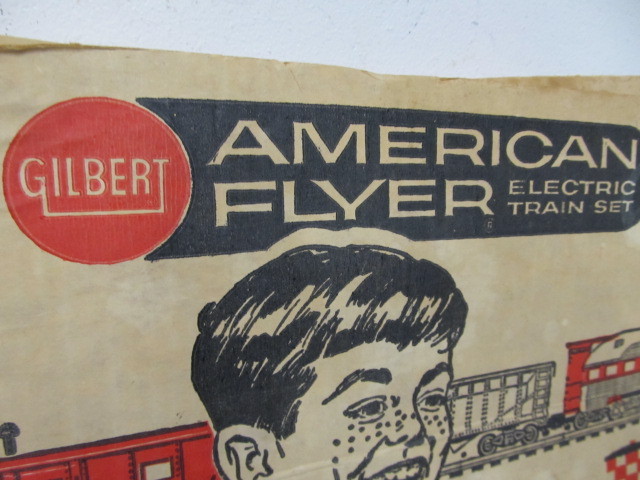 GILBERT
AMERICAN
FLYER
ELECTRIC
TRAIN SET